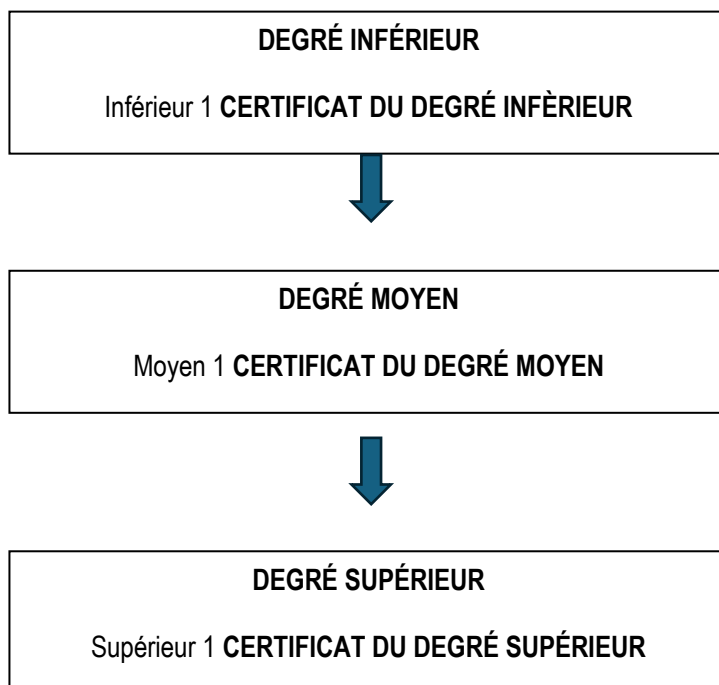 DEGRÉ INFÉRIEUR
Inférieur 1 CERTIFICAT DU DEGRÉ INFÈRIEUR
DEGRÉ MOYEN
Moyen 1 CERTIFICAT DU DEGRÉ MOYEN
DEGRÉ SUPÉRIEUR
Supérieur 1 CERTIFICAT DU DEGRÉ SUPÉRIEUR